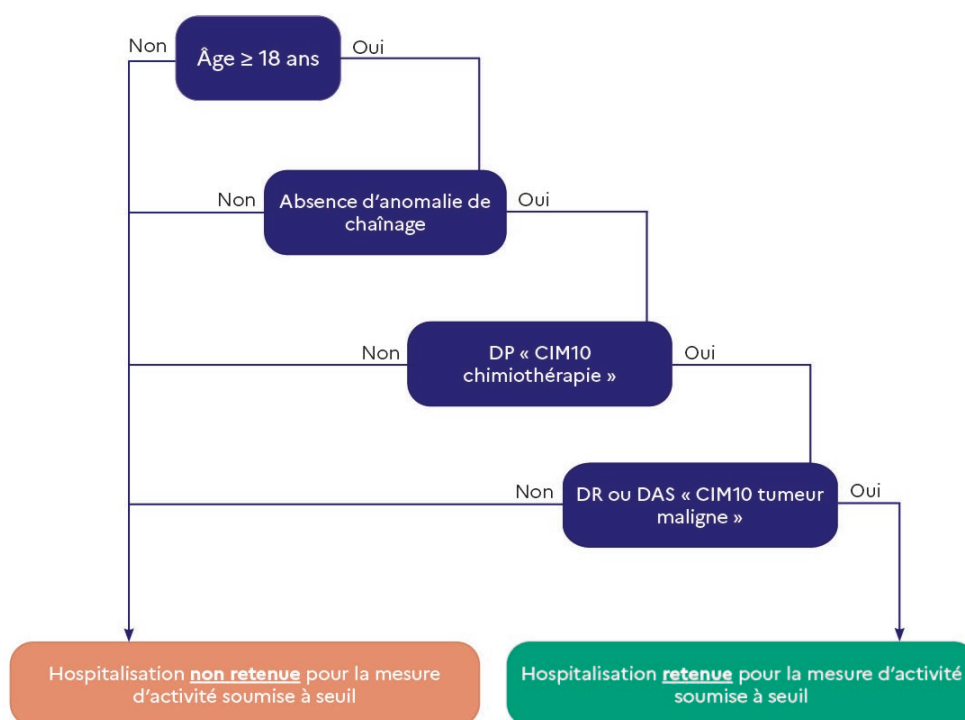 Non
Âge ≥ 18 ans
Oui
Non
Absence d'anomalie de
chaînage
Oui
Non
DP « CIM10
chimiothérapie »
Oui
Non
DR ou DAS « CIM10 tumeur
maligne »
Oui
Hospitalisation non retenue pour la mesure
d'activité soumise à seuil
Hospitalisation retenue pour la mesure d'activité
soumise à seuil